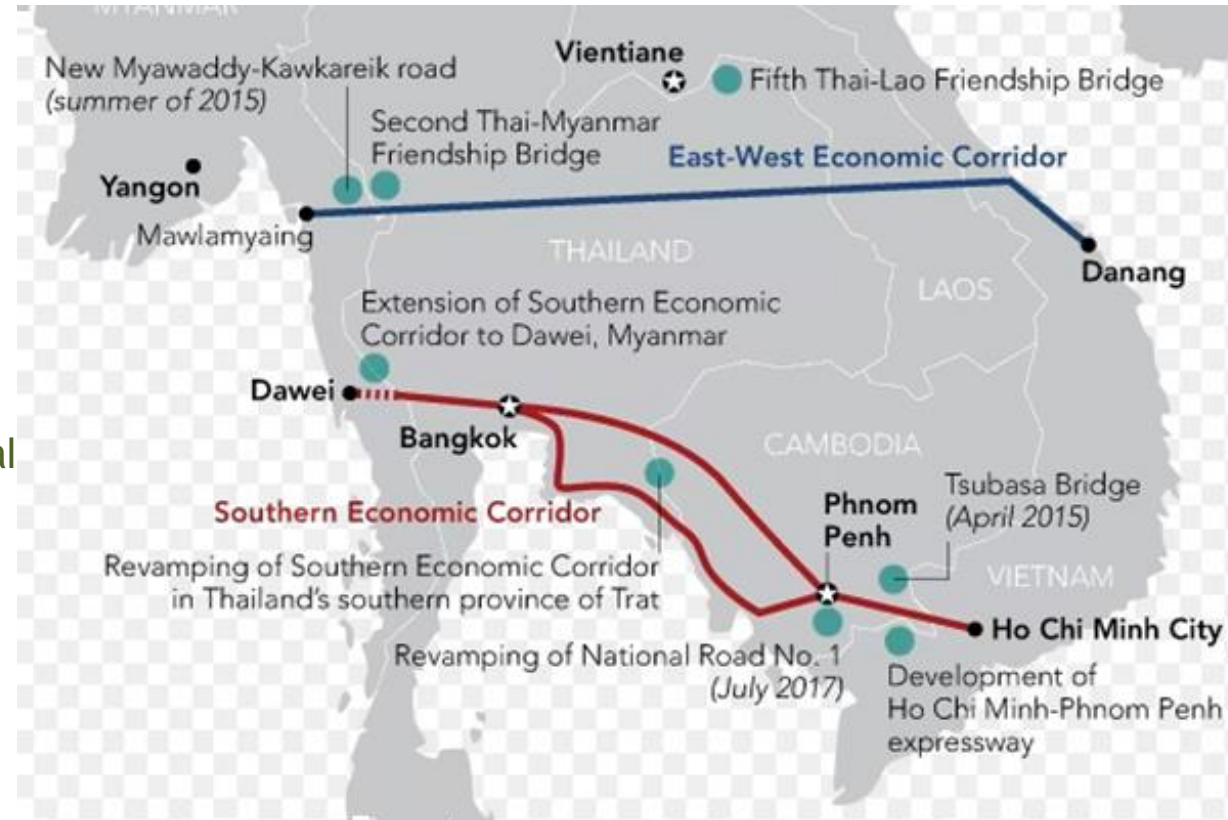 MYANMAR
New Myawaddy-Kawkareik road
(summer of 2015)
Vientiane
Fifth Thai-Lao Friendship Bridge
Second Thai-Myanmar
Friendship Bridge
East-West Economic Corridor
Yangon
Mawlamyaing
THAILAND
LAOS
Danang
Extension of Southern Economic
Corridor to Dawei, Myanmar
Dawei
Bangkok
al
CAMBODIA
Southern Economic Corridor
Phnom
Penh
Tsubasa Bridge
(April 2015)
Revamping of Southern Economic Corridor
in Thailand's southern province of Trat
VIETNAM
Ho Chi Minh City
Revamping of National Road No. 1
(July 2017)
Development of
Ho Chi Minh-Phnom Penh
expressway